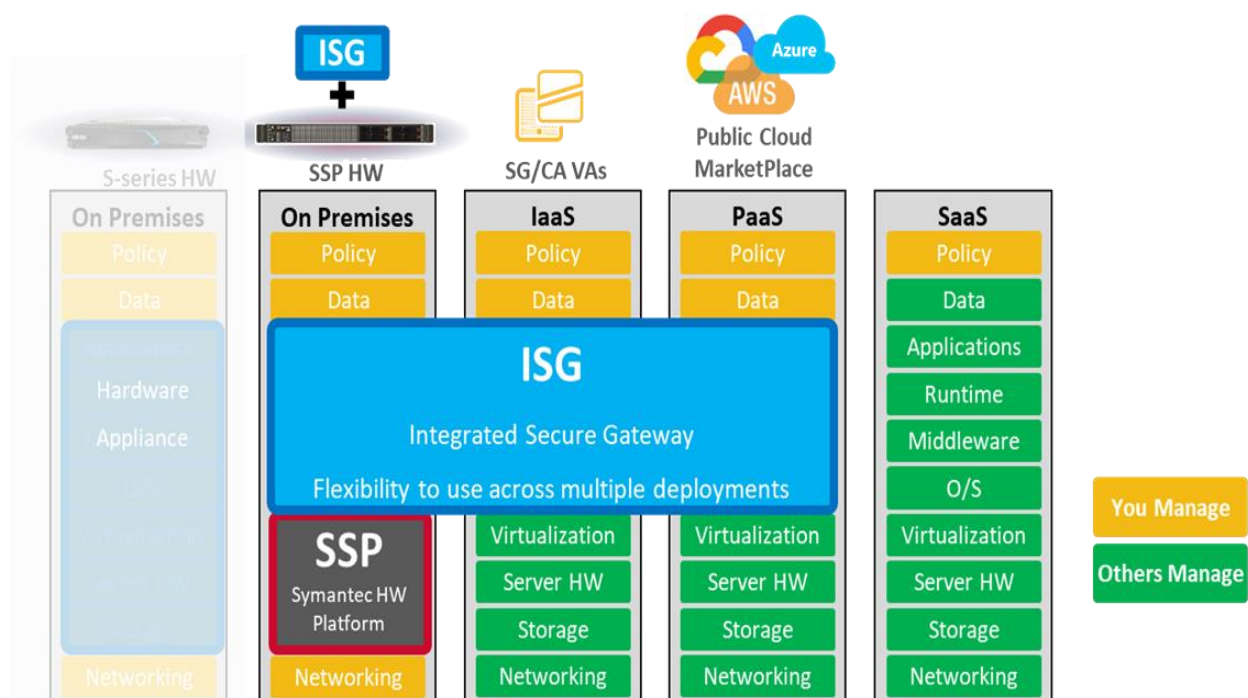 ISG
Azure
AWS
Public Cloud
MarketPlace
S-series HW
SSP HW
SG/CA VAs
On Premises
Policy
Data
Hardware
Appliance
Networking
On Premises
Policy
Data
IaaS
Policy
Data
PaaS
Policy
Data
ISG
Integrated Secure Gateway
Flexibility to use across multiple deployments
SSP
Symantec HW
Platform
Networking
Virtualization
Server HW
Storage
Networking
Virtualization
Server HW
Storage
Networking
SaaS
Policy
Data
Applications
Runtime
Middleware
O/S
Virtualization
Server HW
Storage
Networking
You Manage
Others Manage